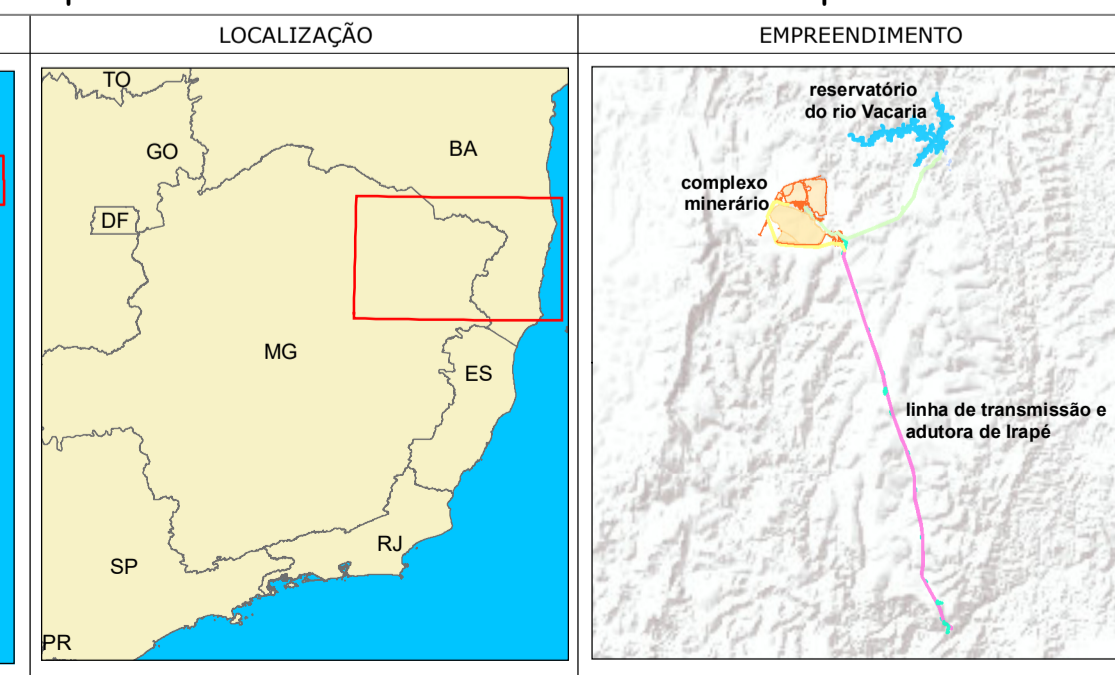 LOCALIZAÇÃO
EMPREENDIMENTO
TO
GO
BA
DF
MG
ES
RJ
SP
PR
reservatório
do rio Vacaria
complexo
minerário
linha de transmissão e
adutora de Irapé